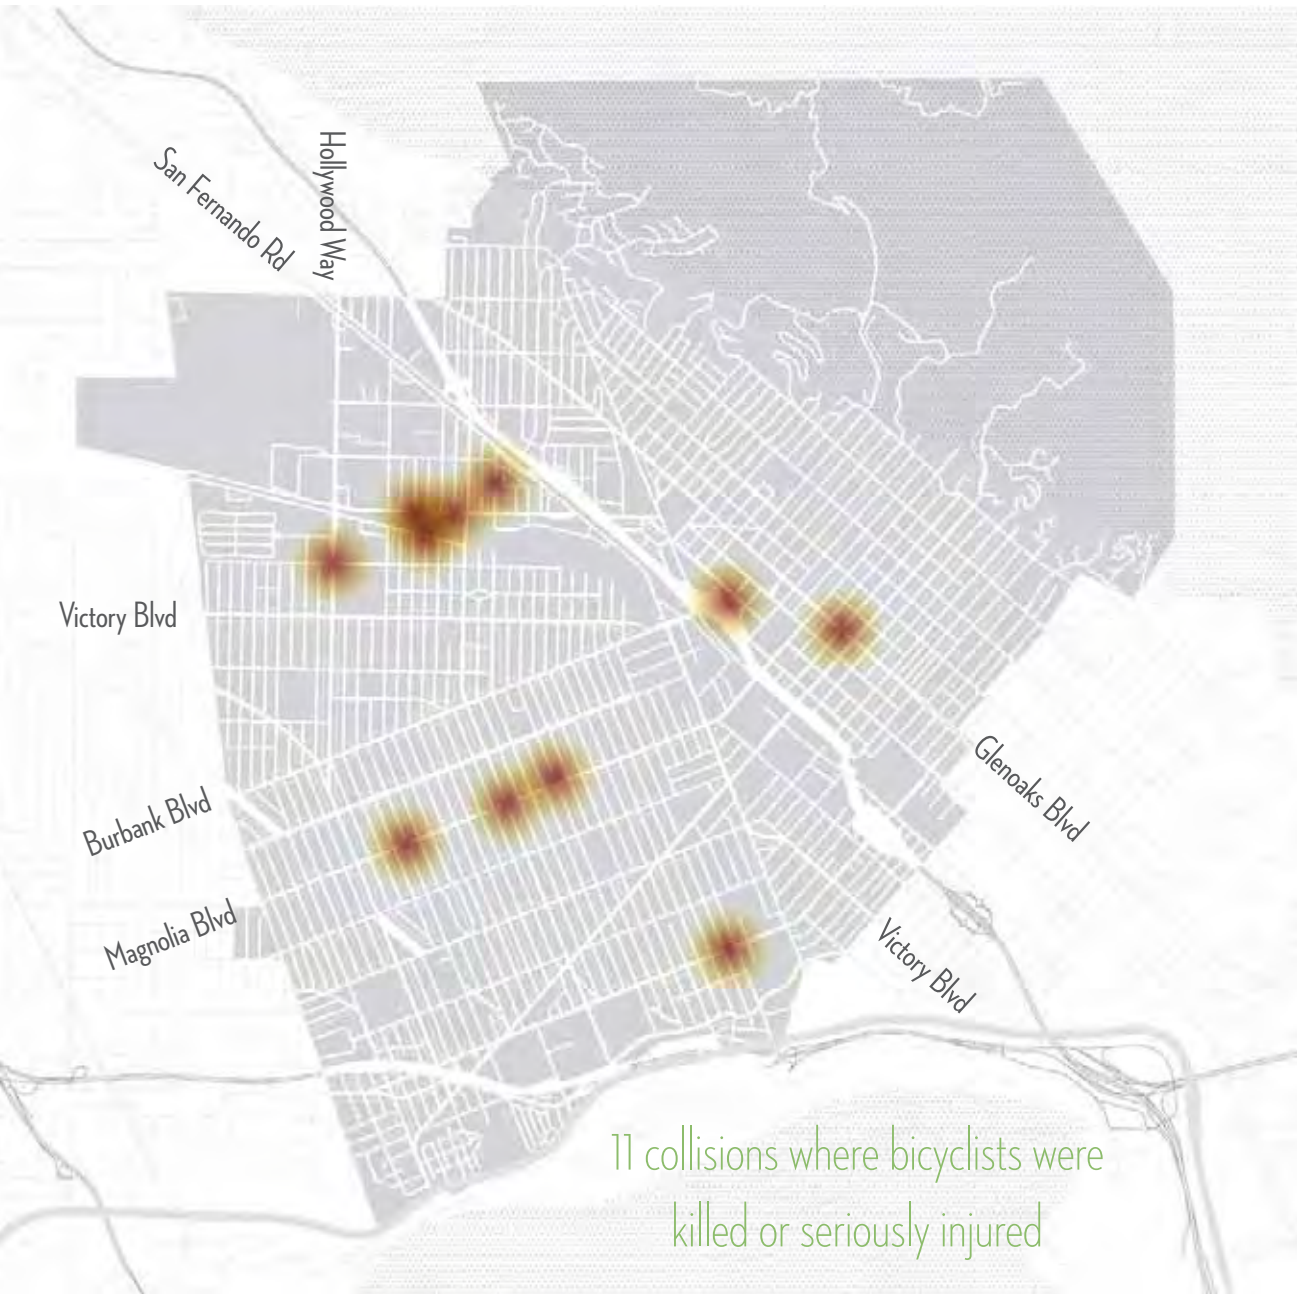 Hollywood Way
San Fernando Rd
Victory Blvd
Burbank Blvd
Magnolia Blvd
Glenoaks Blvd
Victory Blvd
11 collisions where bicyclists were
killed or seriously injured